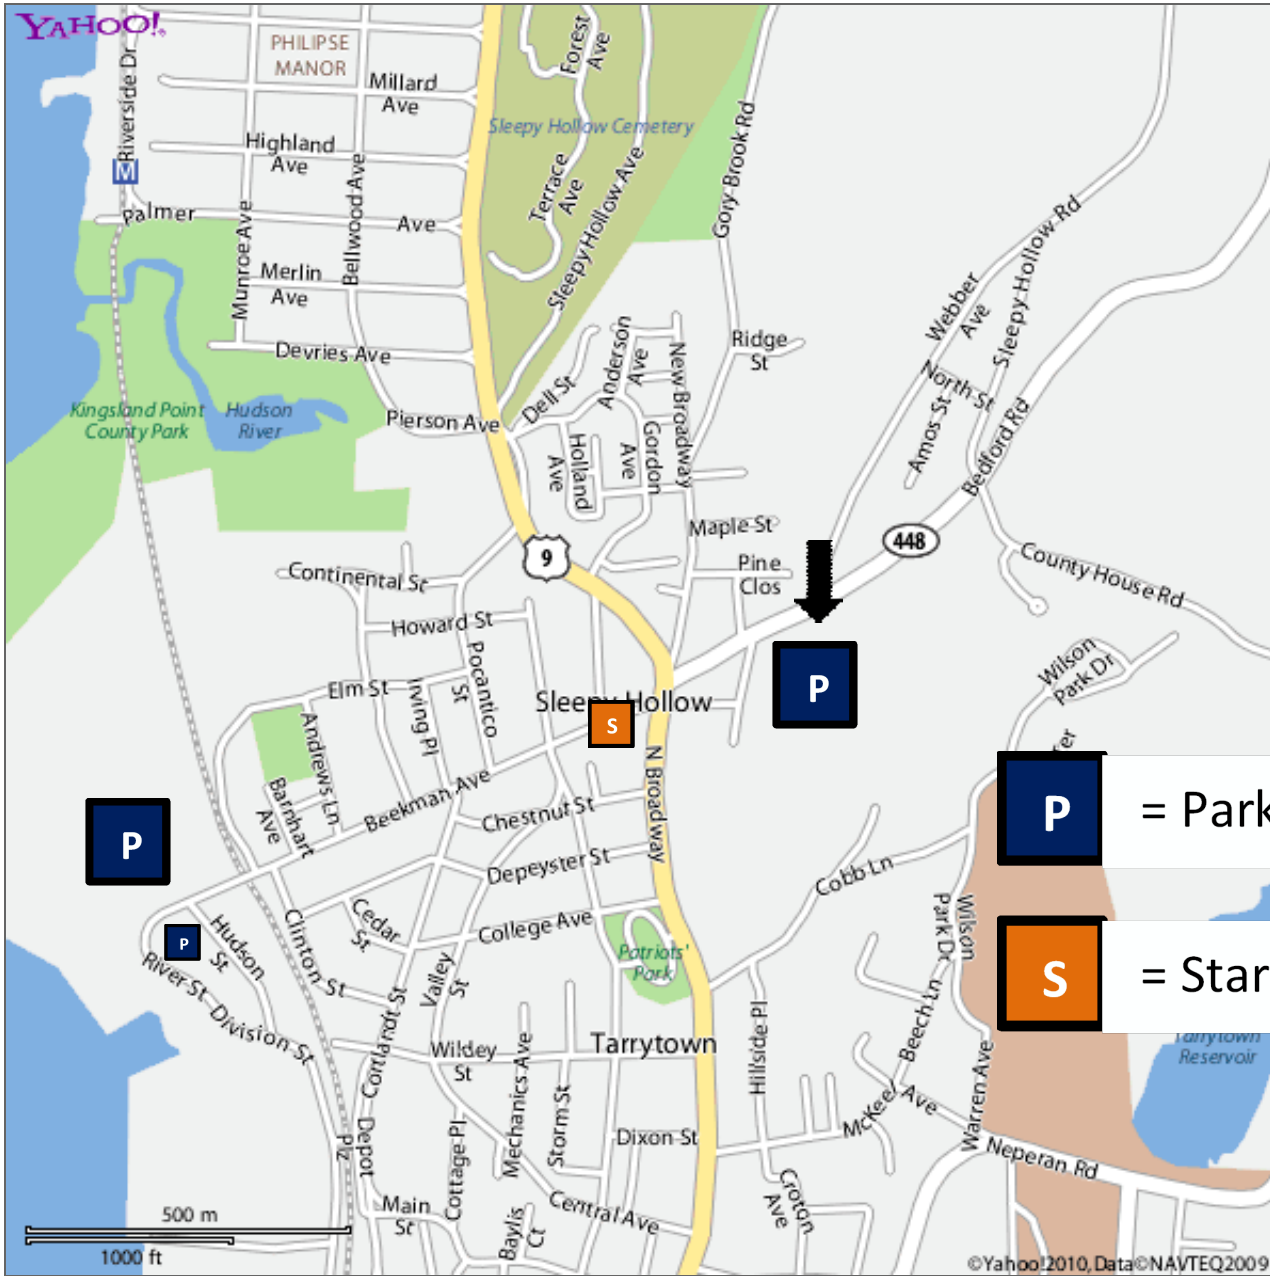 YAHOO!.
Riverside Dr
PHILIPSE
MANOR
Millard
Ave
Forest
Ave
Sleepy Hollow Cemetery
Gory Brook Rd
Highland
Ave
M
Terrace
Ave
Sleepy Hollow Ave
Palmer
Ave
Munroe Ave
Bellwood Ave
Merlin
Ave
Devries Ave
Webber
Ave
Sleepy Hollow Rd
Ridge
St
Anderson
Ave
New Broadway
Dell St
North St
Amos St
Bedford Rd
Kingsland Point
County Park
Hudson
River
Pierson Ave
Holland
Ave
Gordon
Ave
Maple St
9
448
Pine
Clos
County House Rd
Continental St
Howard St
Pocantico
St
Wilson
Park Dr
Elm St
Irving Pl
Sleepy Hollow
P
S
Andrews Ln
N Broadway
Barnhart
Ave
Beekman Ave
Chestnut St
P
= Park
P
Depeyster St
Cobb Ln
Wilson
Park Dr
Cedar
St
College Ave
Clinton St
Hudson
St
P
River St
Patriots'
Park
Valley
St
S
= Star
Division St
Cortlandt St
Wildey
St
Tarrytown
Hillside Pl
Beech Ln
Tarrytown
Reservoir
Mechanics Ave
Storm St
McKeel Ave
Warren Ave
Dixon St
Neperan Rd
Plz
Depot
Cottage Pl
Main
St
Central Ave
Croton
Ave
Baylis
Ct
500 m
1000 ft
©Yahoo!2010, Data©NAVTEQ2009